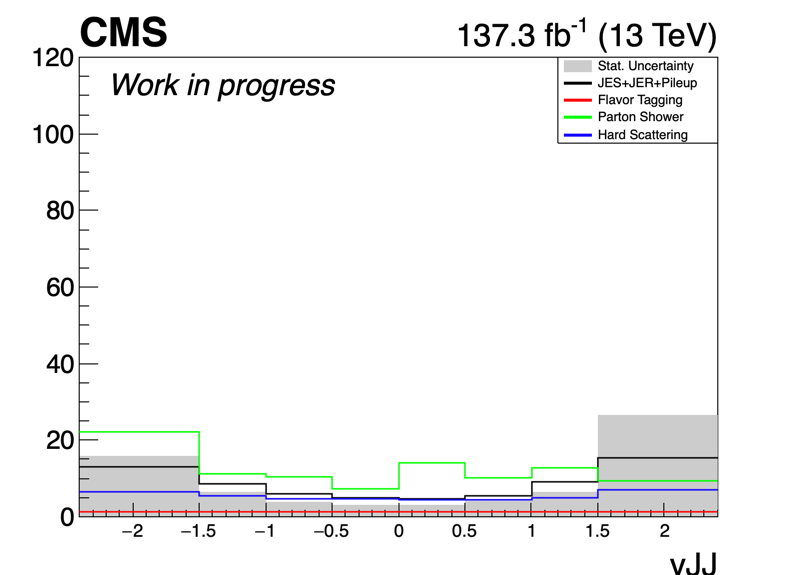 CMS 137.3 fb-1 (13 TeV)
Work in progress
Stat. Uncertainty
JES+JER+Pileup
Flavor Tagging
Parton Shower
Hard Scattering
120
100
80
60
40
20
0
−2 −1.5 −1 −0.5 0 0.5 1 1.5 2
yJJ